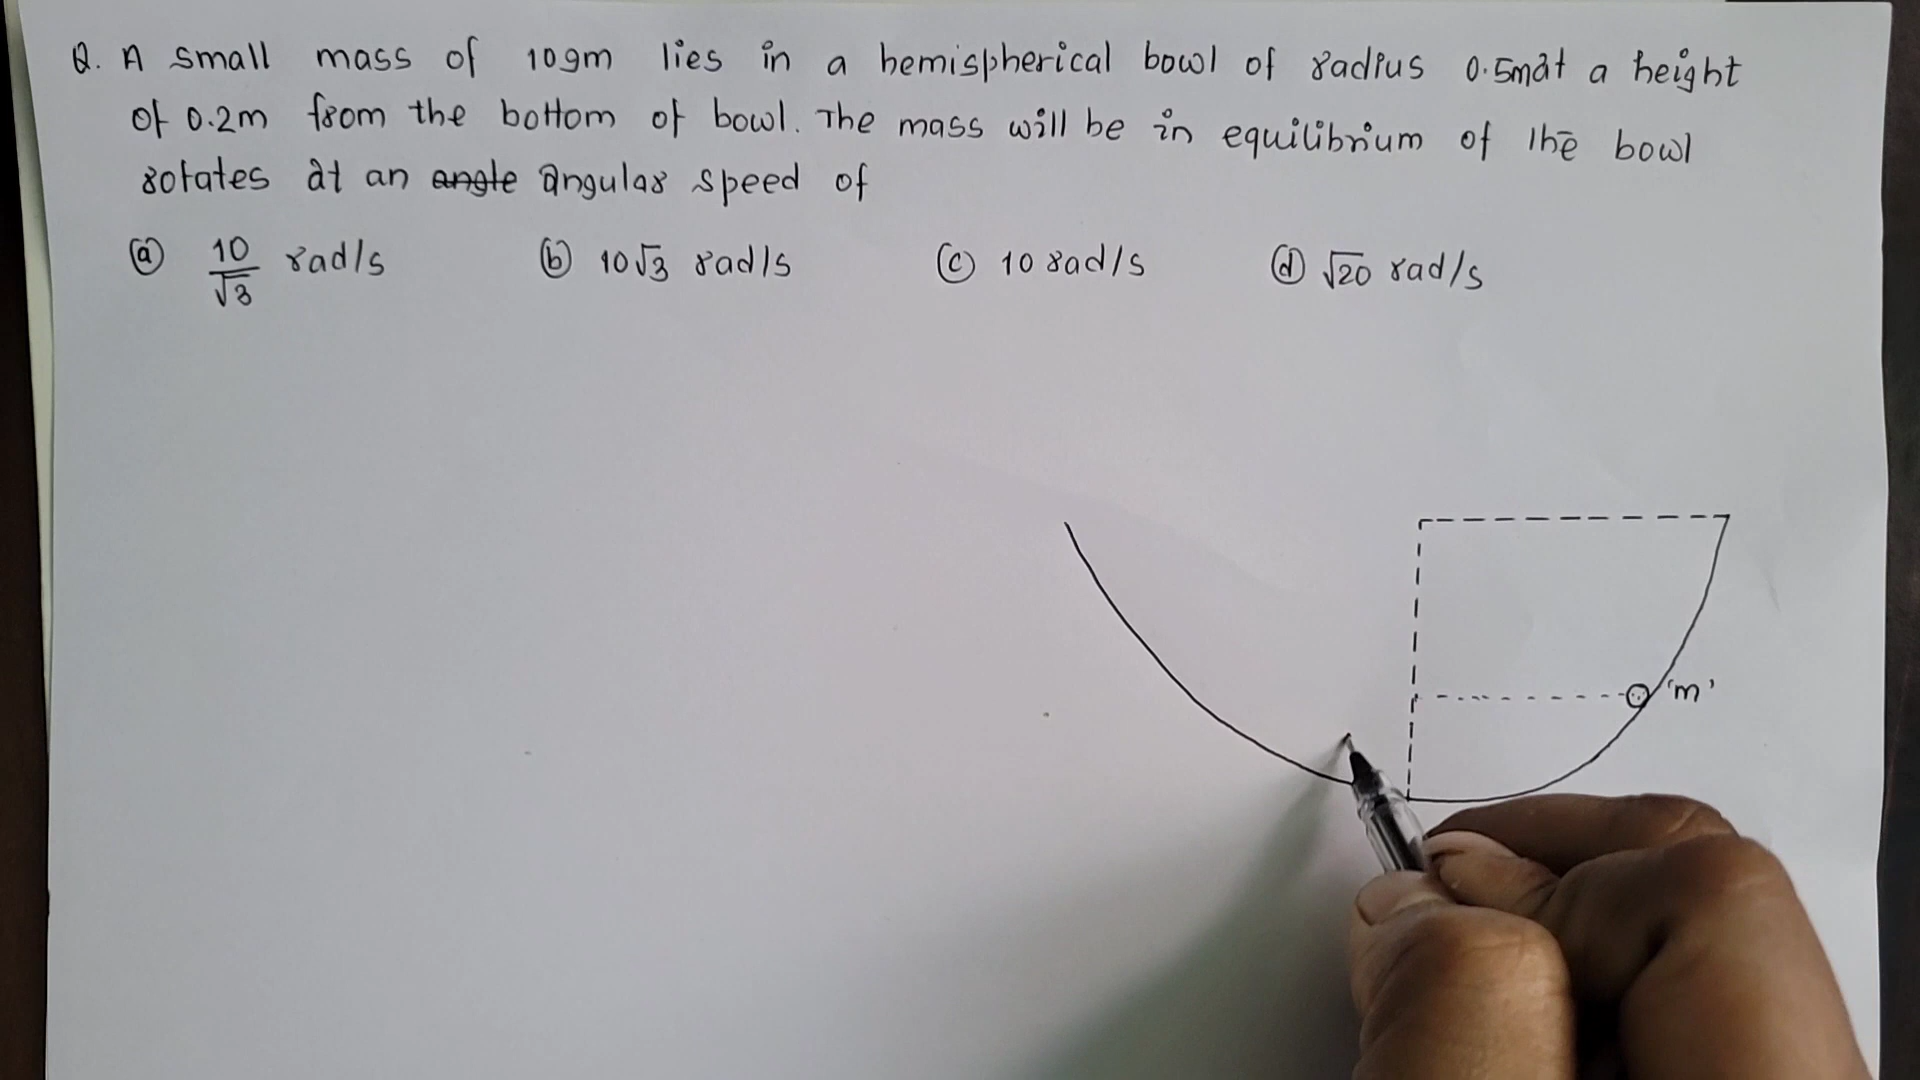 Q. A small mass of 10gm lies in a hemispherical bowl of radius 0.5m at a height
of 0.2m from the bottom of bowl. The mass will be in equilibrium of the bowl
rotates at an angle angular speed of
(a) 10/√3 rad/s (b) 10√3 rad/s (c) 10 rad/s (d) √20 rad/s
'm'